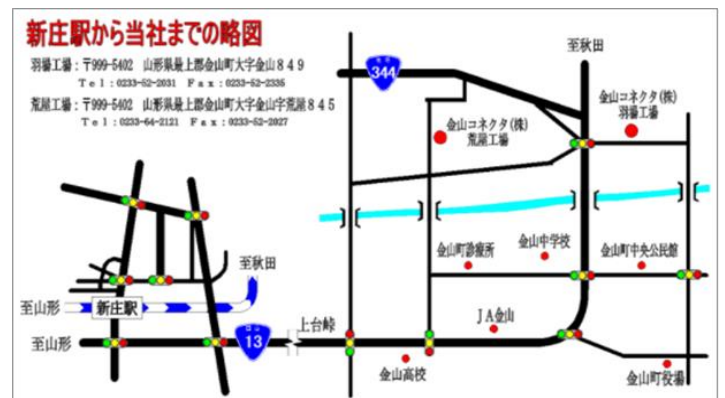 新庄駅から当社までの略図
羽場工場：〒999-5402 山形県最上郡金山町大字金山８４９
Ｔｅｌ：0233-52-2031 Ｆａｘ：0233-52-2335
荒屋工場：〒999-5402 山形県最上郡金山町大字金山字荒屋８４５
Ｔｅｌ：0233-64-2121 Ｆａｘ：0233-52-2027
344
至秋田
金山コネクタ(株)
羽場工場
金山コネクタ(株)
荒屋工場
金山町診療所
金山中学校
金山町中央公民館
至秋田
至山形
新庄駅
至山形
13
上台峠
ＪＡ金山
金山高校
金山町役場